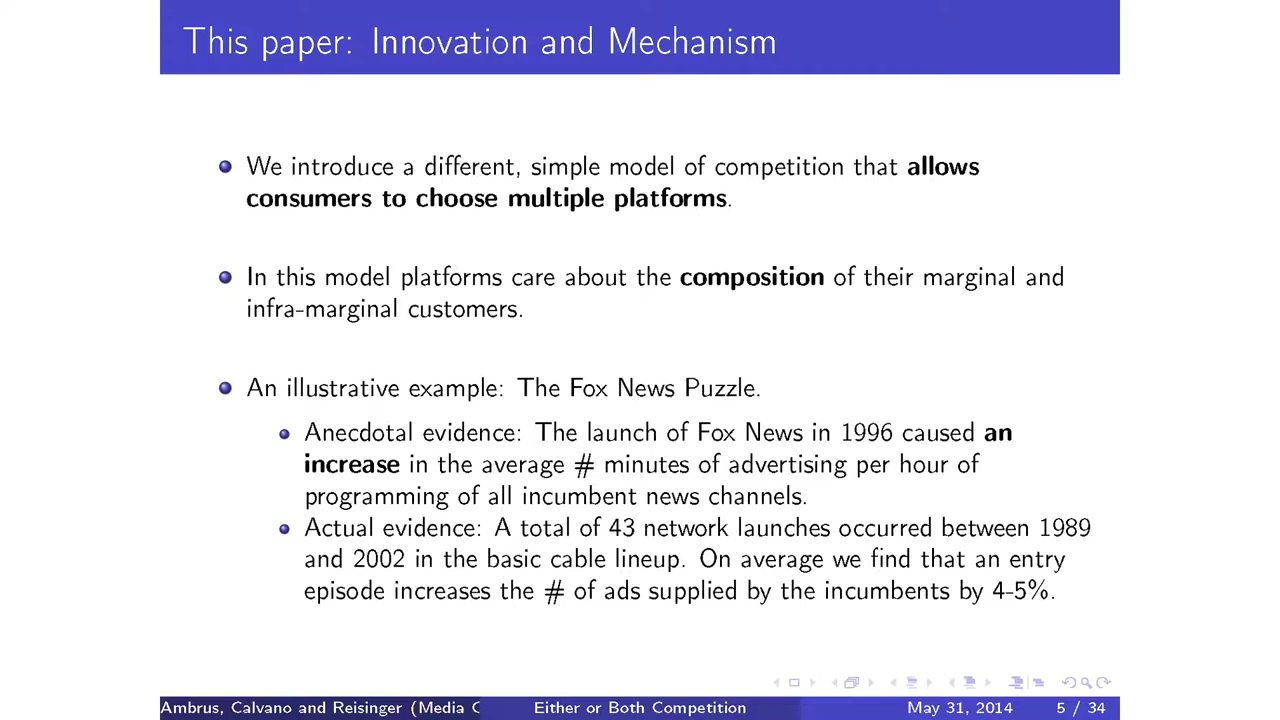 This paper: Innovation and Mechanism
We introduce a different, simple model of competition that allows
consumers to choose multiple platforms.
In this model platforms care about the composition of their marginal and
infra-marginal customers.
An illustrative example: The Fox News Puzzle.
Anecdotal evidence: The launch of Fox News in 1996 caused an
increase in the average # minutes of advertising per hour of
programming of all incumbent news channels.
Actual evidence: A total of 43 network launches occurred between 1989
and 2002 in the basic cable lineup. On average we find that an entry
episode increases the # of ads supplied by the incumbents by 4-5%.
Ambrus, Calvano and Reisinger (Media C
Either or Both Competition
May 31, 2014
5 / 34